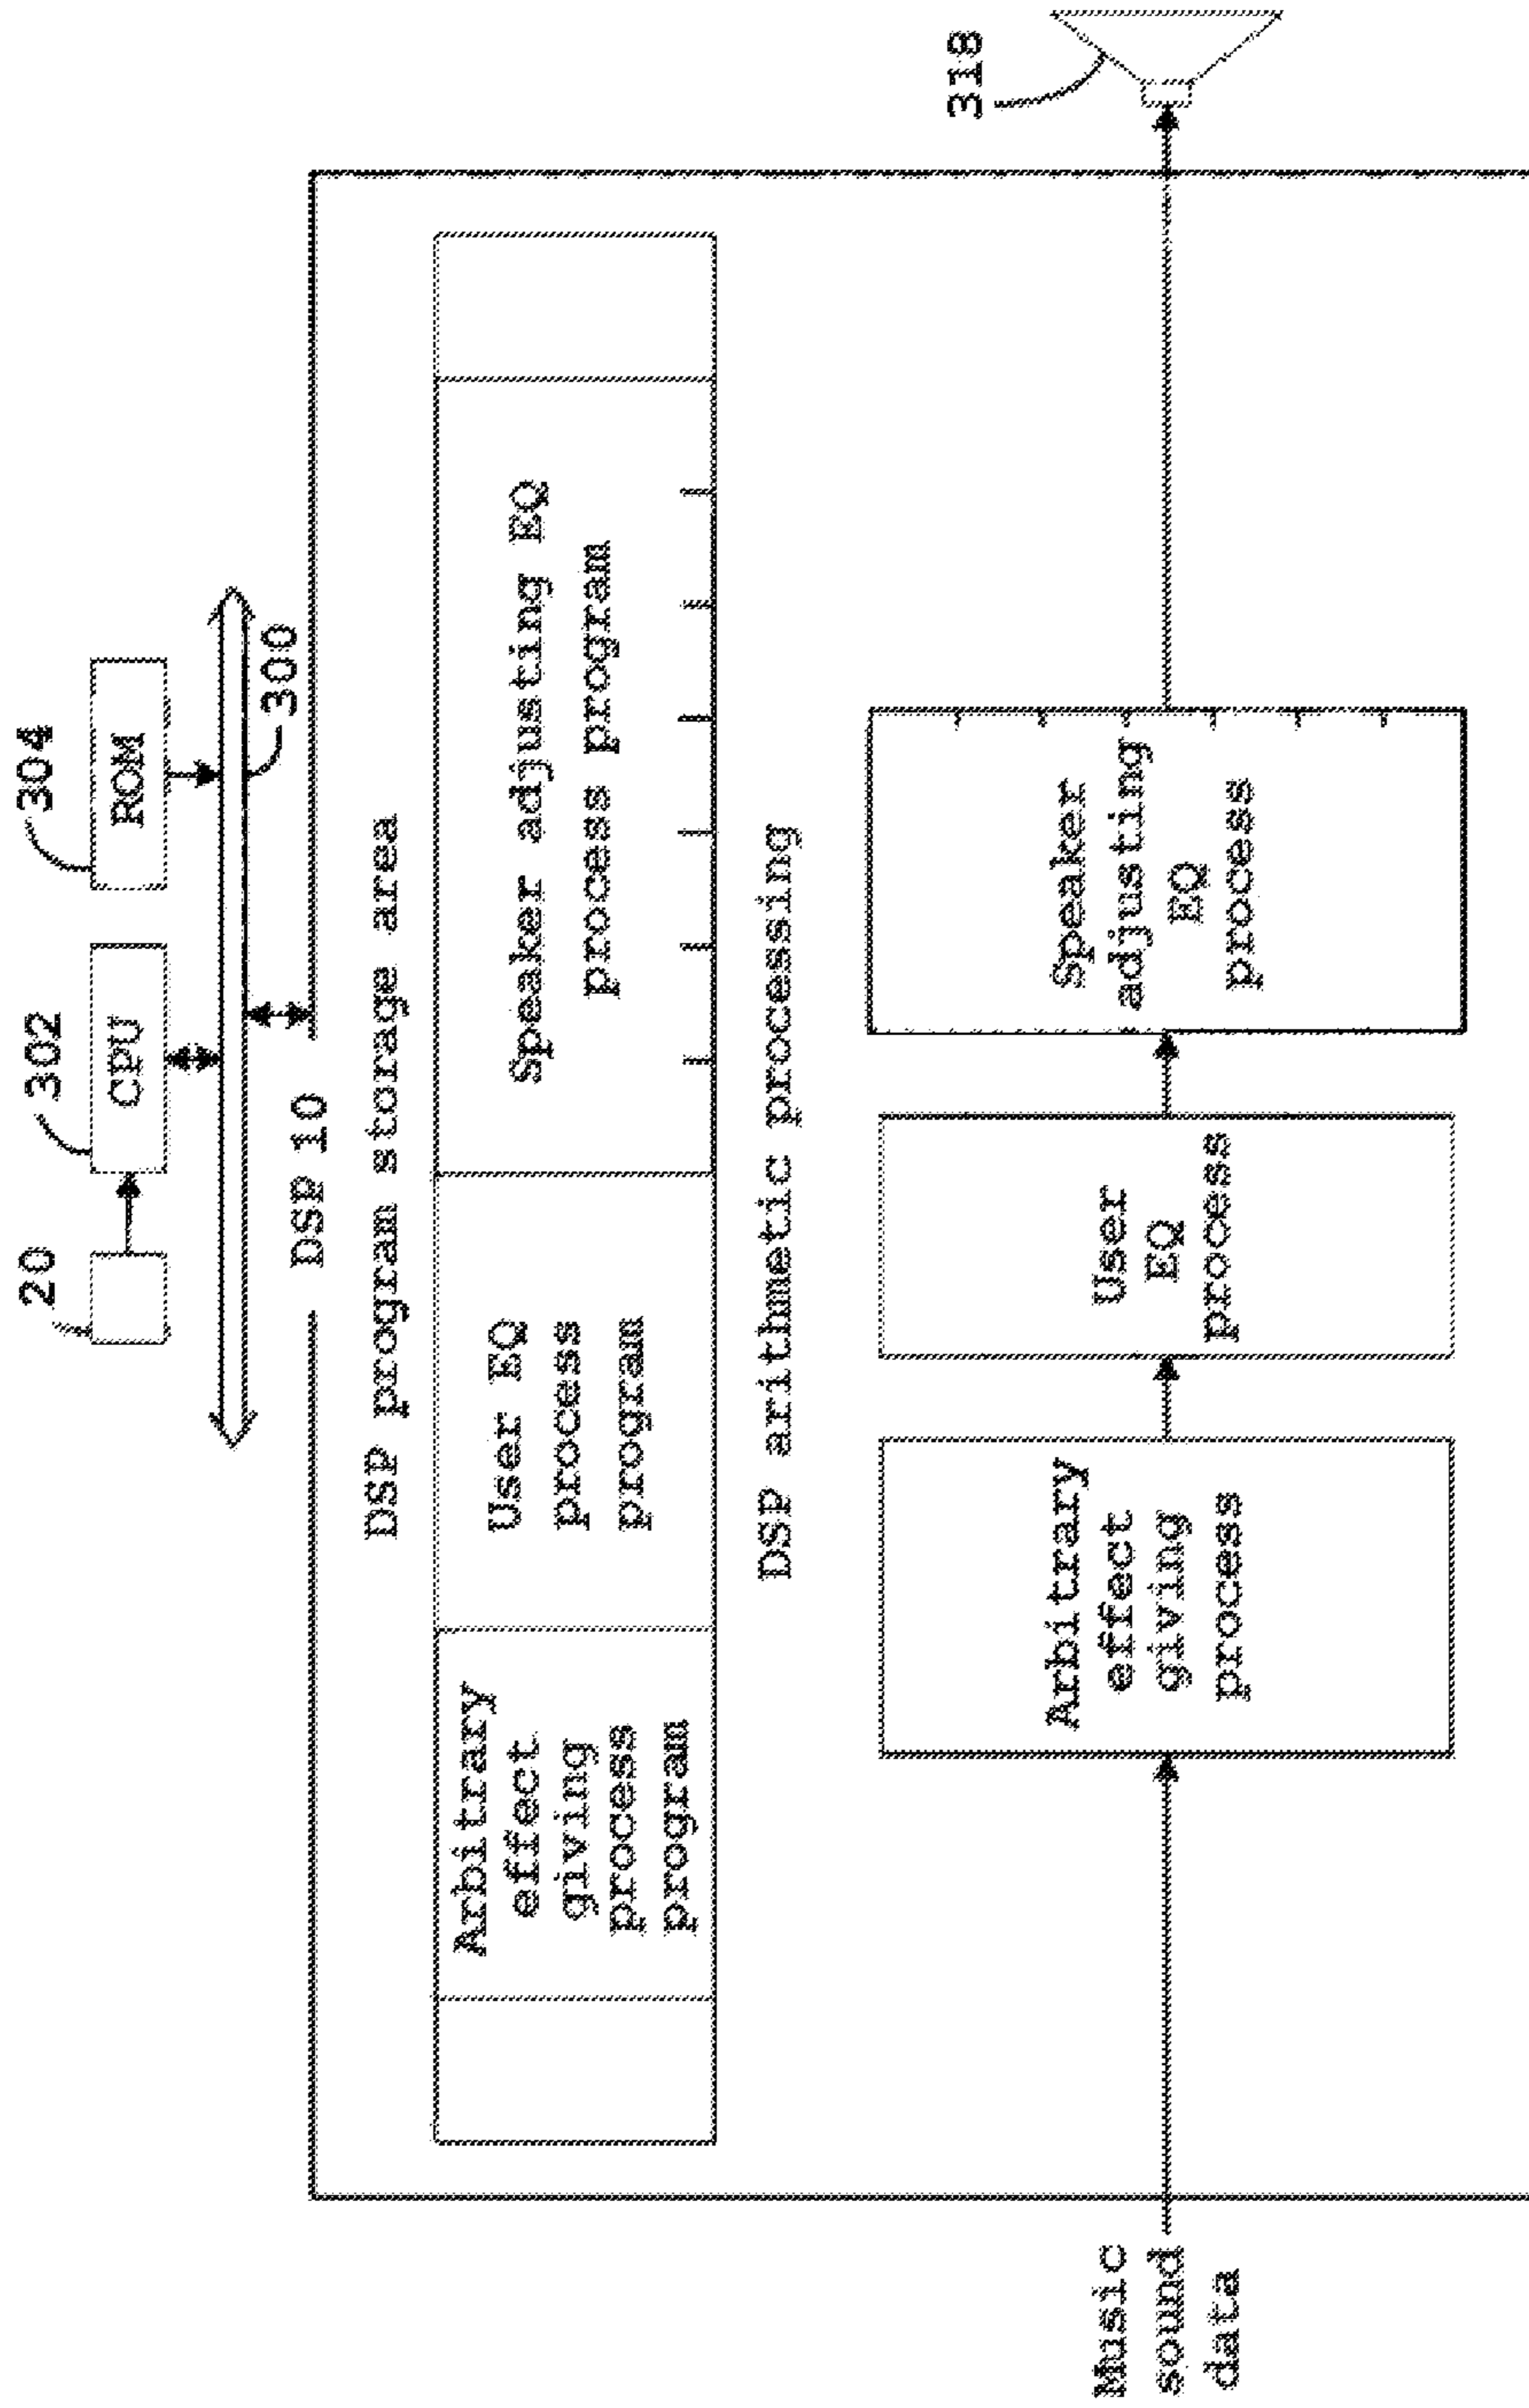 20
302
304
CPU
ROM
300
DSP 10
DSP program storage area
Arbitrary
effect
giving
process
program
User EQ
process
program
Speaker adjusting EQ
process program
DSP arithmetic processing
318
Music
sound
data
Arbitrary
effect
giving
process
User
EQ
process
Speaker
adjusting
EQ
process